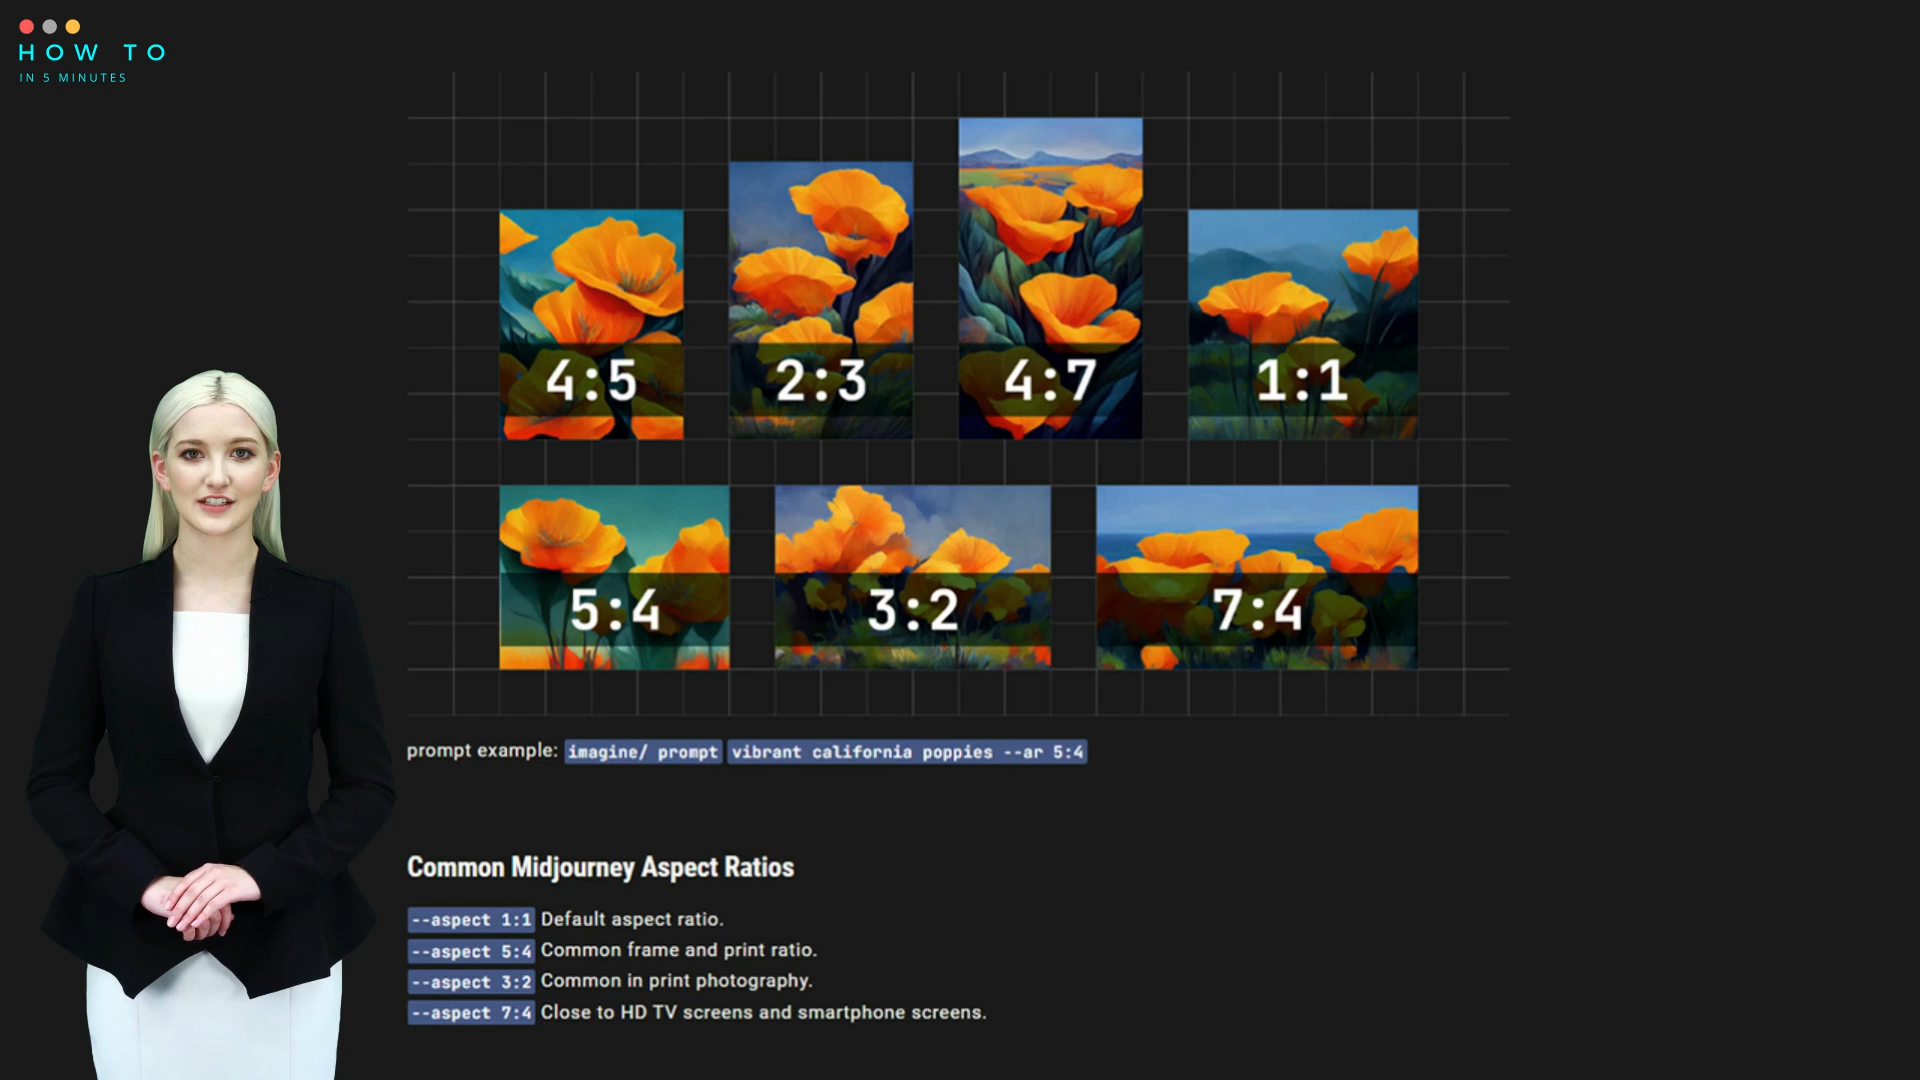 HOW TO
IN 5 MINUTES
4:5
2:3
4:7
1:1
5:4
3:2
7:4
prompt example: imagine/ prompt vibrant california poppies --ar 5:4
Common Midjourney Aspect Ratios
--aspect 1:1 Default aspect ratio.
--aspect 5:4 Common frame and print ratio.
--aspect 3:2 Common in print photography.
--aspect 7:4 Close to HD TV screens and smartphone screens.